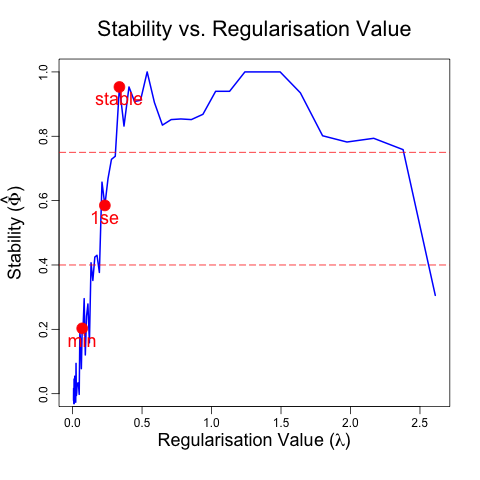 Stability vs. Regularisation Value
Stability (Φ̂)
1.0
0.8
0.6
0.4
0.2
0.0
stable
1se
min
0.0 0.5 1.0 1.5 2.0 2.5
Regularisation Value (λ)